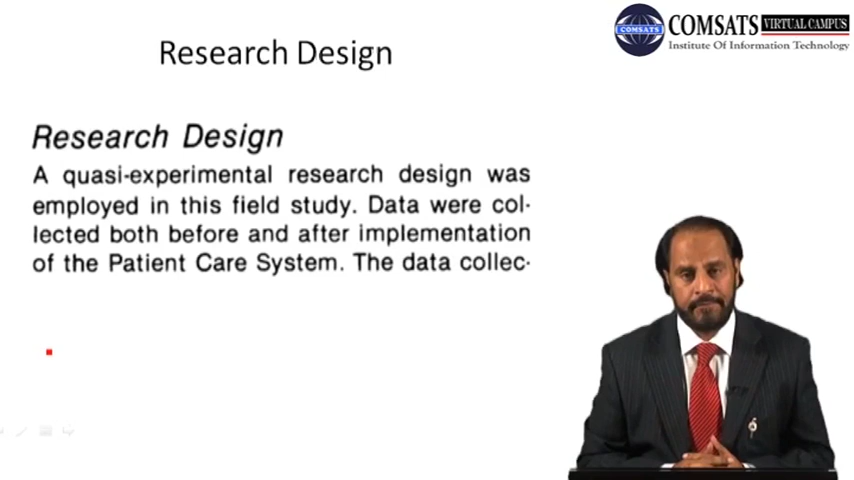 COMSATS VIRTUAL CAMPUS
COMSATS
Institute Of Information Technology
Research Design
Research Design
A quasi-experimental research design was
employed in this field study. Data were col-
lected both before and after implementation
of the Patient Care System. The data collec-